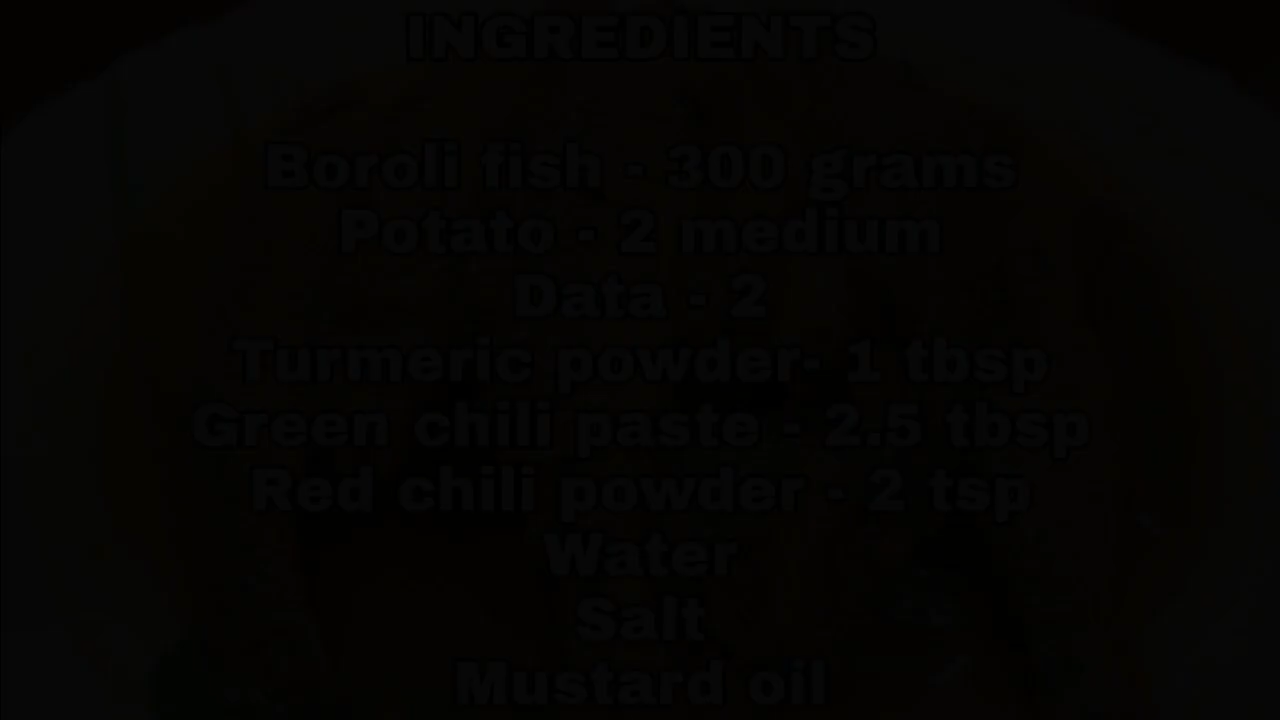 INGREDIENTS
Boroli fish - 300 grams
Potato - 2 medium
Data - 2
Turmeric powder- 1 tbsp
Green chili paste - 2.5 tbsp
Red chili powder - 2 tsp
Water
Salt
Mustard oil